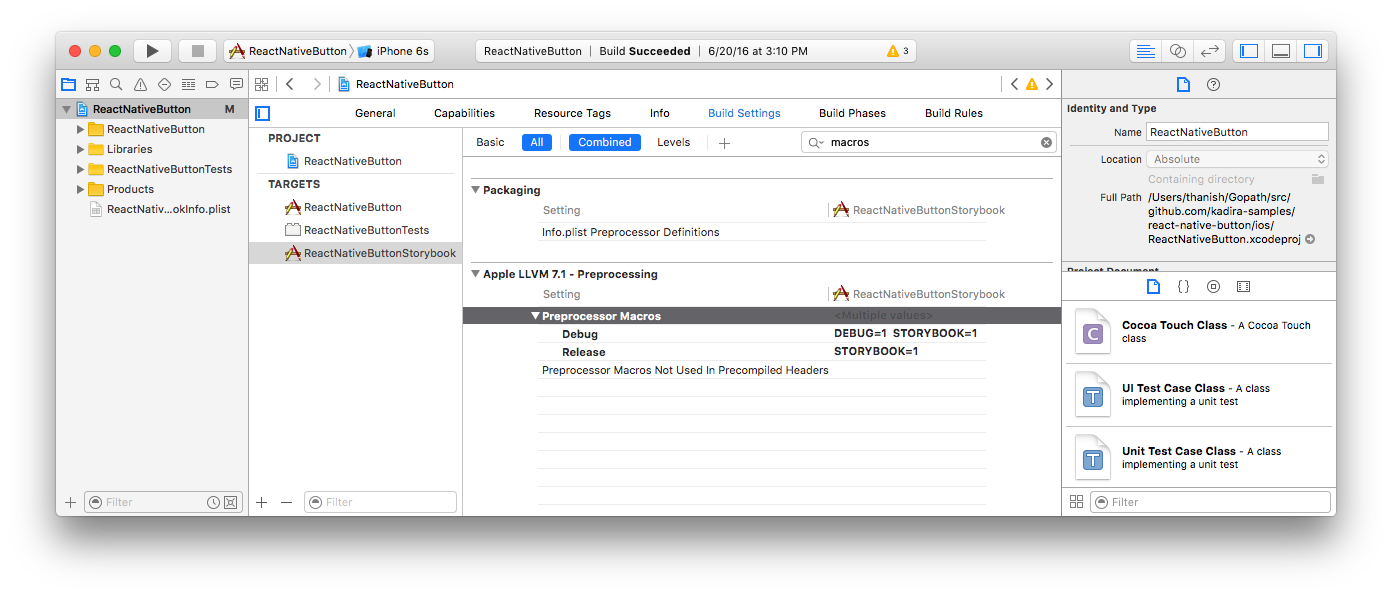 ReactNativeButton iPhone 6s
ReactNativeButton | Build Succeeded | 6/20/16 at 3:10 PM
3
ReactNativeButton
ReactNativeButton M
ReactNativeButton
Libraries
ReactNativeButtonTests
Products
ReactNativ...okInfo.plist
Filter
General
Capabilities
Resource Tags
Info
Build Settings
Build Phases
Build Rules
PROJECT
ReactNativeButton
TARGETS
ReactNativeButton
ReactNativeButtonTests
ReactNativeButtonStorybook
Filter
Basic
All
Combined
Levels
macros
Packaging
Setting ReactNativeButtonStorybook
Info.plist Preprocessor Definitions
Apple LLVM 7.1 - Preprocessing
Setting ReactNativeButtonStorybook
Preprocessor Macros <Multiple values>
Debug DEBUG=1 STORYBOOK=1
Release STORYBOOK=1
Preprocessor Macros Not Used In Precompiled Headers
Identity and Type
Name ReactNativeButton
Location Absolute
Containing directory
Full Path /Users/thanish/Gopath/src/
github.com/kadira-samples/
react-native-button/ios/
ReactNativeButton.xcodeproj
Project Document
C
Cocoa Touch Class - A Cocoa Touch
class
T
UI Test Case Class - A class
implementing a unit test
T
Unit Test Case Class - A class
implementing a unit test
Filter